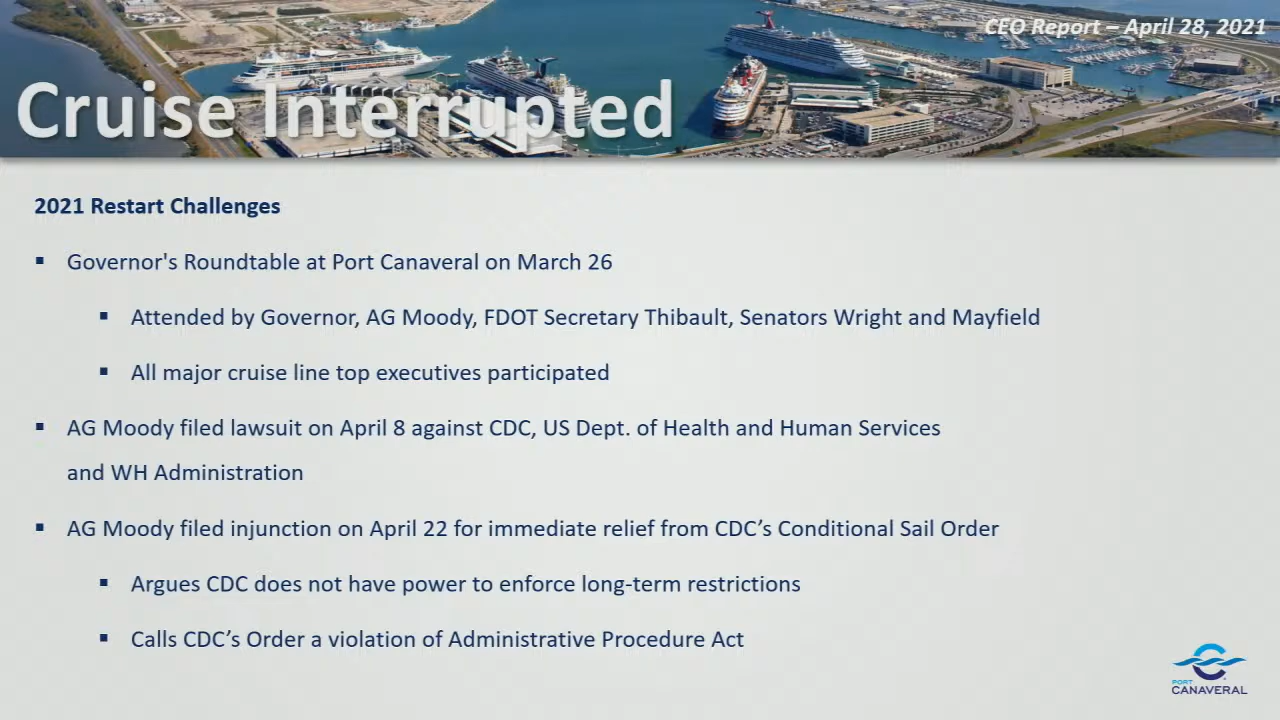 CEO Report – April 28, 2021
Cruise Interrupted
2021 Restart Challenges
▪ Governor's Roundtable at Port Canaveral on March 26
▪ Attended by Governor, AG Moody, FDOT Secretary Thibault, Senators Wright and Mayfield
▪ All major cruise line top executives participated
▪ AG Moody filed lawsuit on April 8 against CDC, US Dept. of Health and Human Services
and WH Administration
▪ AG Moody filed injunction on April 22 for immediate relief from CDC’s Conditional Sail Order
▪ Argues CDC does not have power to enforce long-term restrictions
▪ Calls CDC’s Order a violation of Administrative Procedure Act
PORT
CANAVERAL